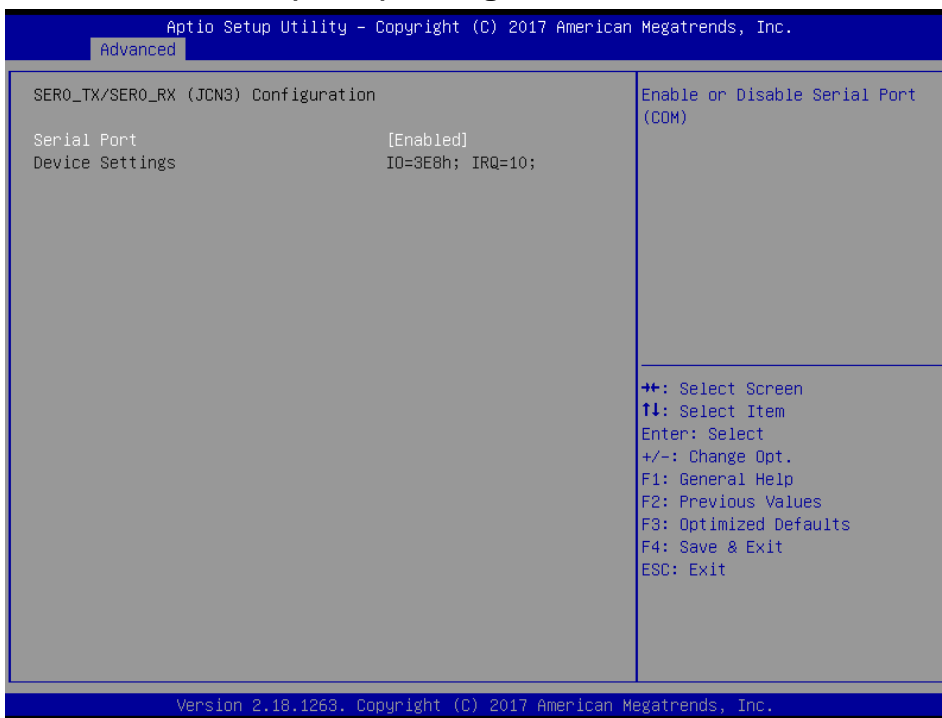 Aptio Setup Utility – Copyright (C) 2017 American Megatrends, Inc.
Advanced
SER0_TX/SER0_RX (JCN3) Configuration
Serial Port [Enabled]
Device Settings IO=3E8h; IRQ=10;
Enable or Disable Serial Port
(COM)
→←: Select Screen
↑↓: Select Item
Enter: Select
+/-: Change Opt.
F1: General Help
F2: Previous Values
F3: Optimized Defaults
F4: Save & Exit
ESC: Exit
Version 2.18.1263. Copyright (C) 2017 American Megatrends, Inc.